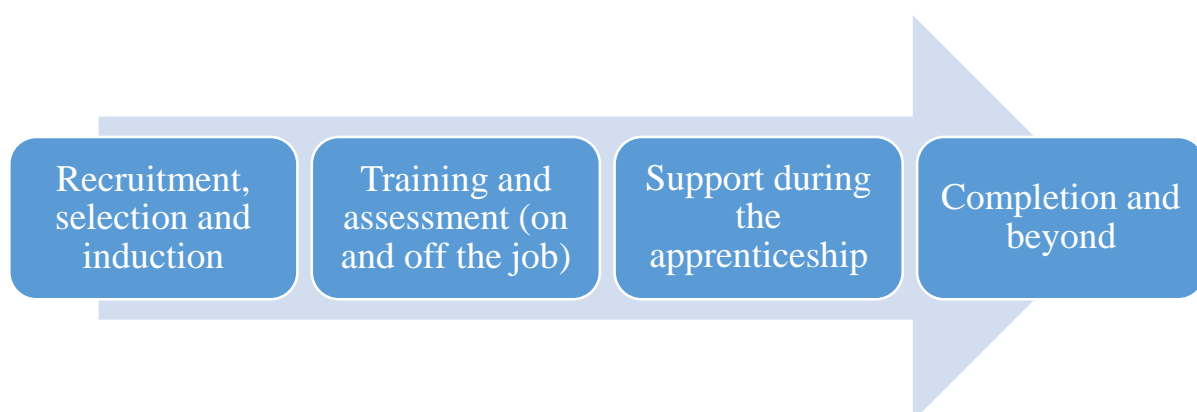 Recruitment,
selection and
induction
Training and
assessment (on
and off the job)
Support during
the
apprenticeship
Completion and
beyond